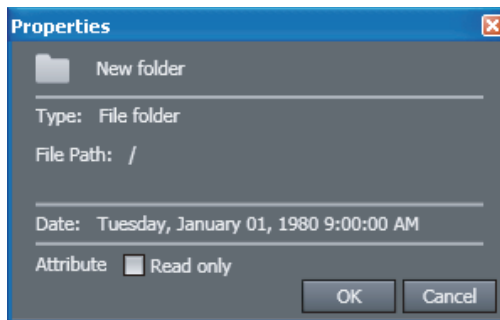 Properties
New folder
Type: File folder
File Path: /
Date: Tuesday, January 01, 1980 9:00:00 AM
Attribute Read only
OK Cancel